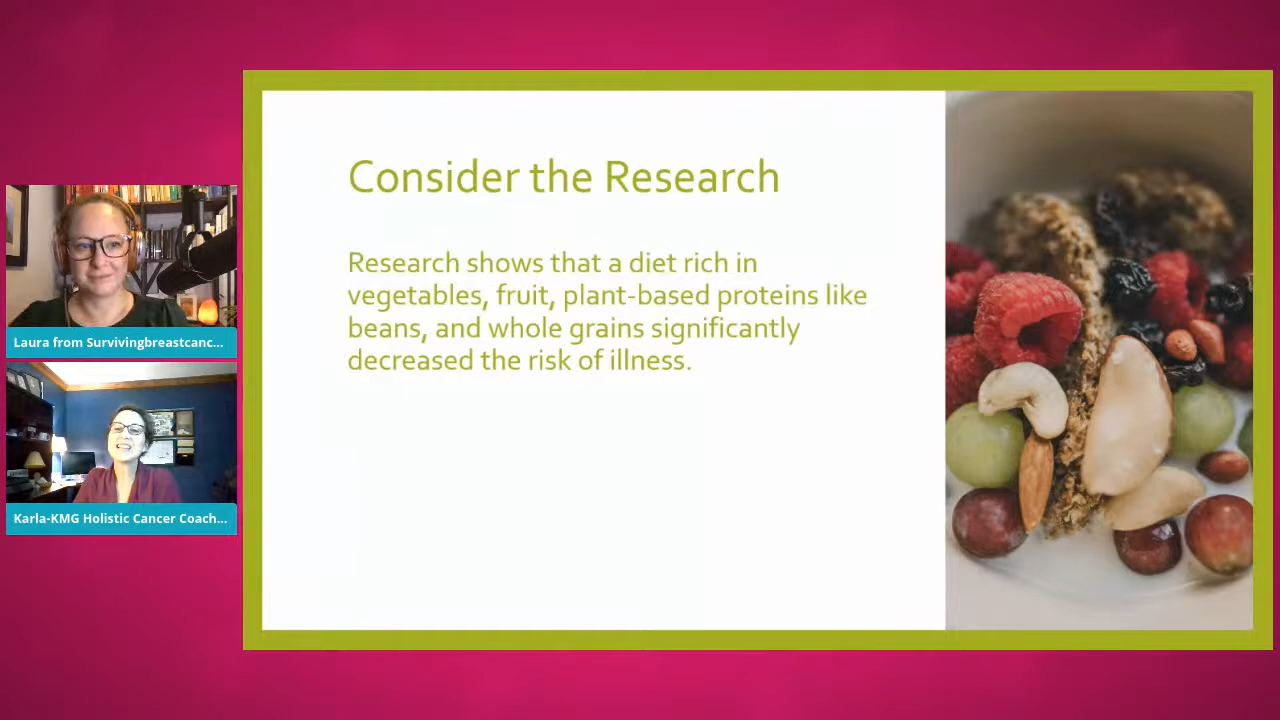 Consider the Research
Research shows that a diet rich in
vegetables, fruit, plant-based proteins like
beans, and whole grains significantly
decreased the risk of illness.
Laura from Survivingbreastcanc...
Karla-KMG Holistic Cancer Coach...